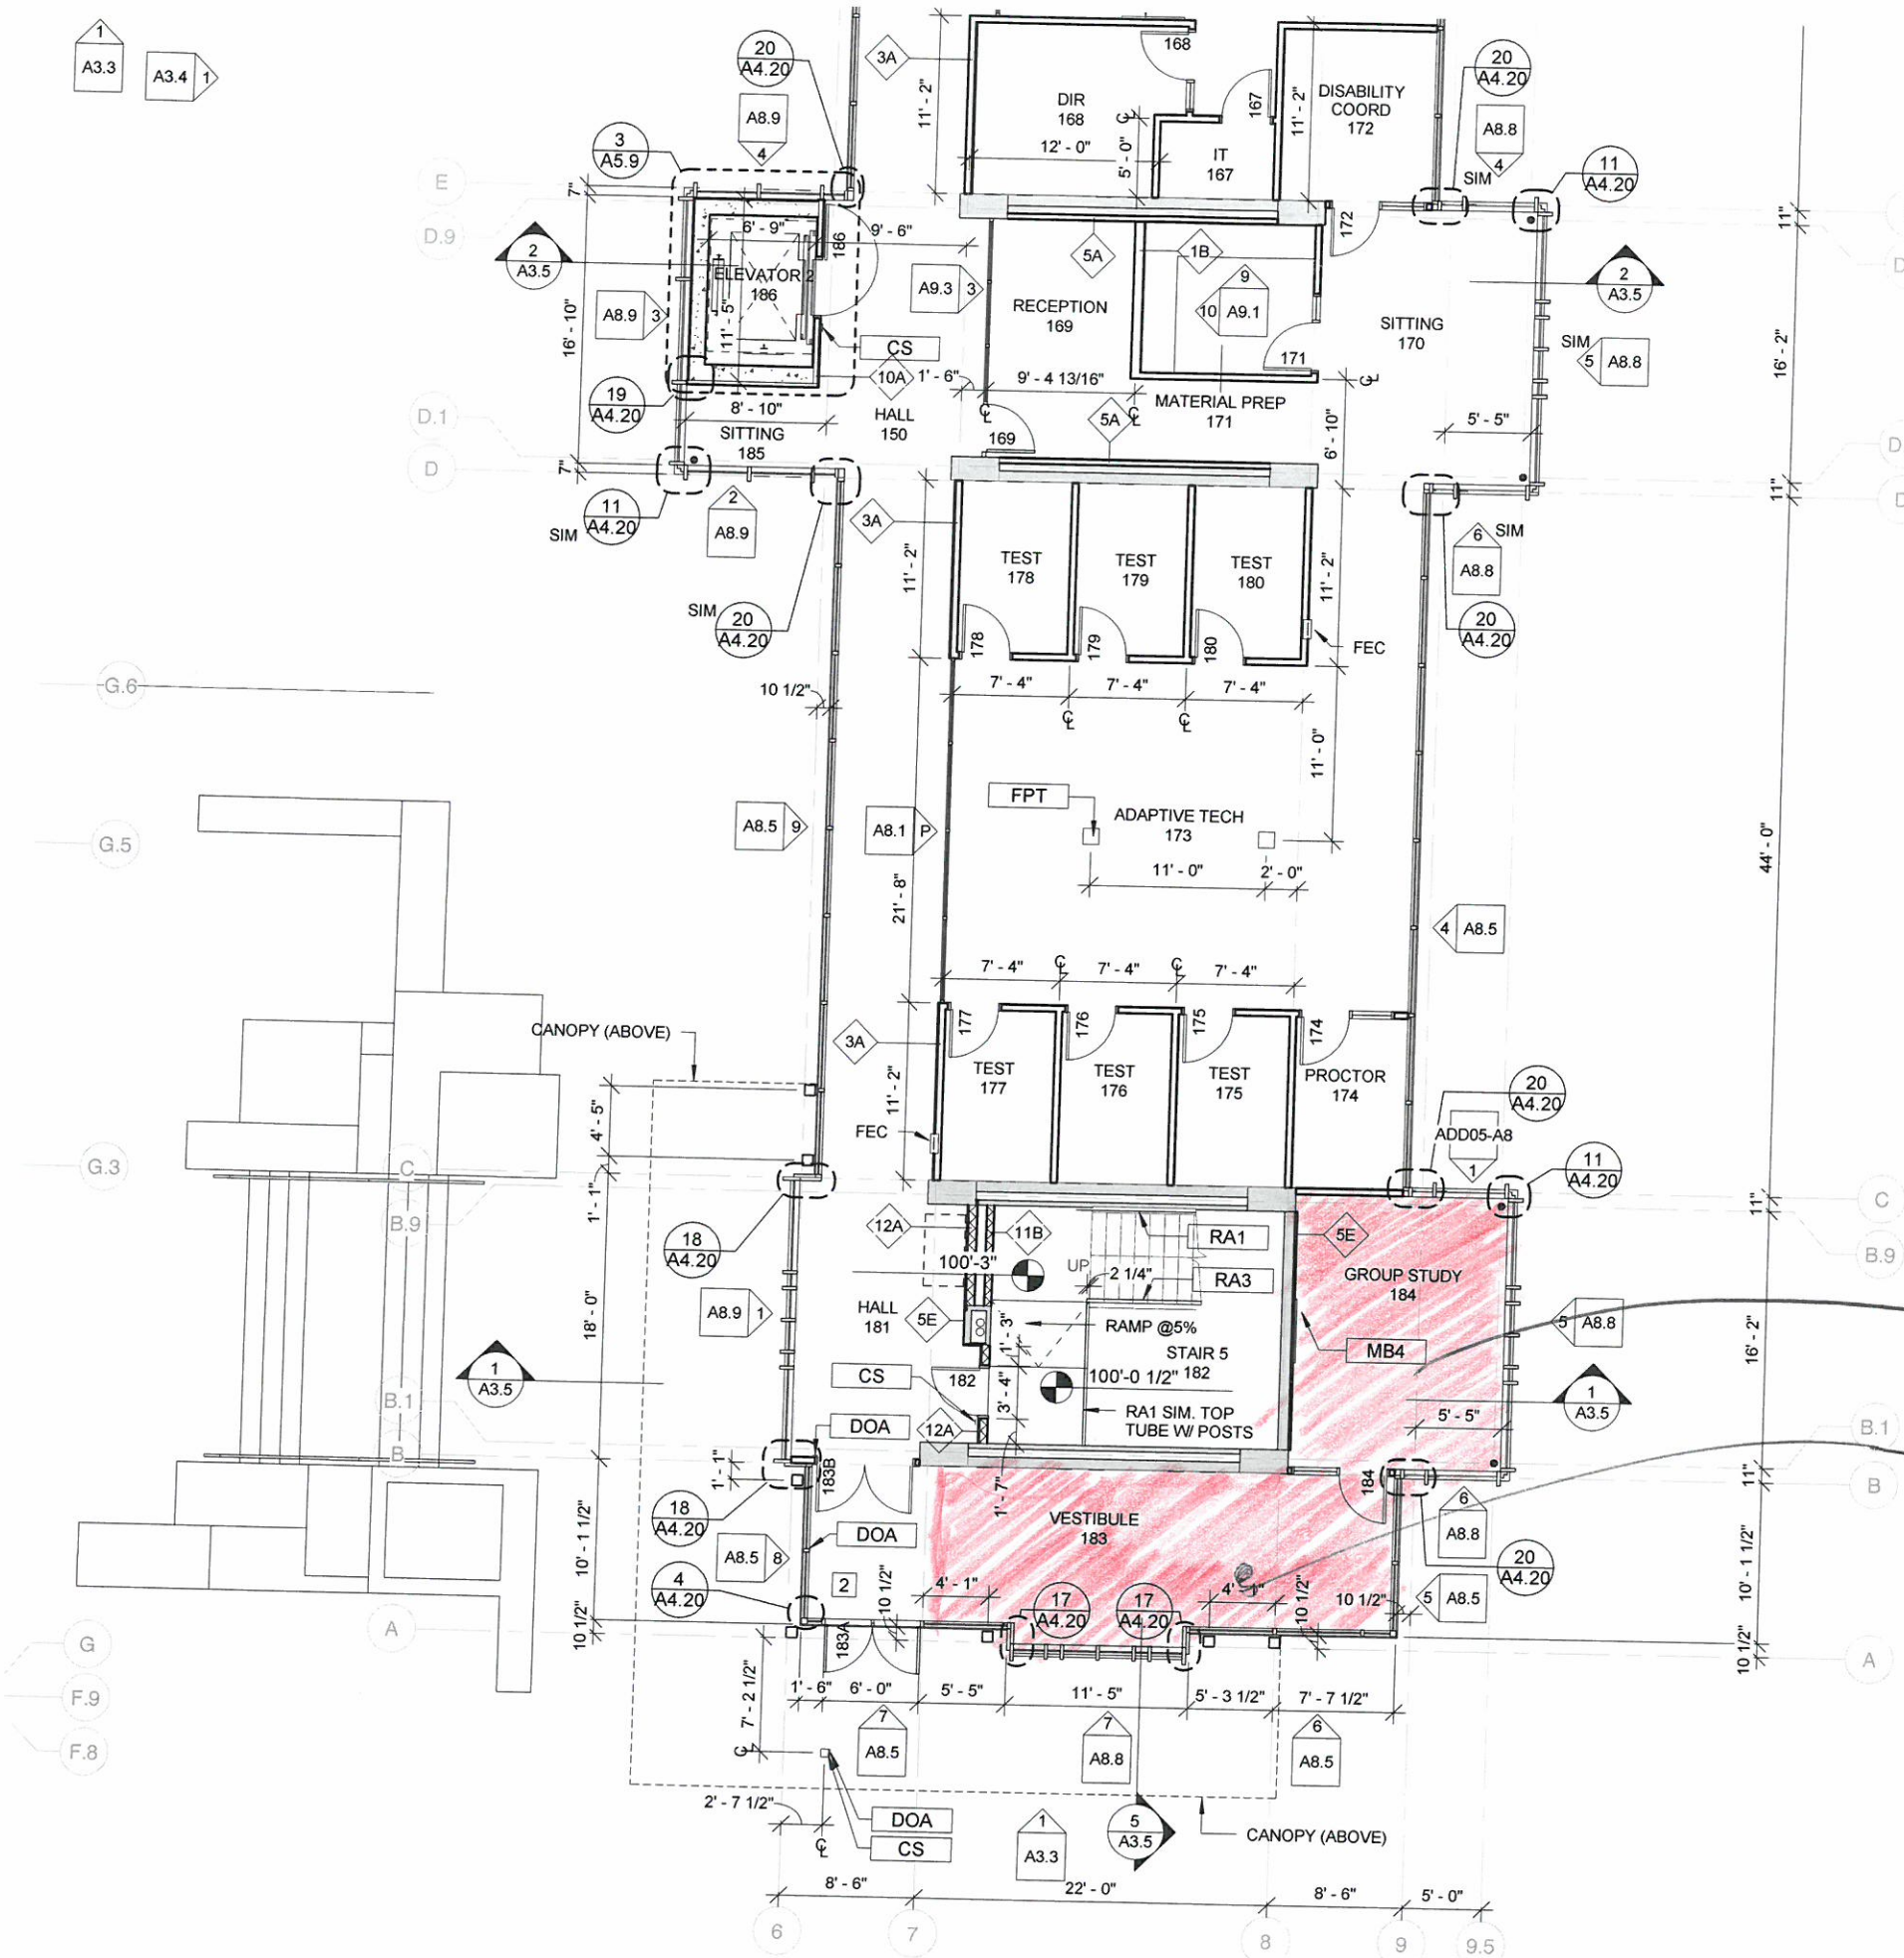 1
A3.3
A3.4 1
20
A4.20
3A
168
DIR
168
167
11' - 2"
11' - 2"
DISABILITY
COORD
172
20
A4.20
A8.9
4
3
A5.9
12' - 0"
5' - 0"
IT
167
A8.8
4
SIM
11
A4.20
E
7"
D.9
2
A3.5
6' - 9"
186
9' - 6"
172
11"
5A
1B
2
A3.5
ELEVATOR 2
186
A9.3 3
9
10 A9.1
A8.9 3
16' - 10"
11' - 5"
RECEPTION
169
SITTING
170
SIM
5 A8.8
16' - 2"
CS
171
10A
1' - 6"
9' - 4 13/16"
19
A4.20
8' - 10"
HALL
150
MATERIAL PREP
171
5A
6' - 10"
5' - 5"
D.1
SITTING
185
169
D
7"
11
A4.20
SIM
2
A8.9
3A
11"
6
SIM
A8.8
TEST
178
TEST
179
TEST
180
11' - 2"
11' - 2"
SIM
20
A4.20
178
179
180
FEC
20
A4.20
G.6
10 1/2"
7' - 4"
7' - 4"
7' - 4"
11' - 0"
FPT
A8.5 9
A8.1 P
ADAPTIVE TECH
173
G.5
11' - 0"
2' - 0"
44' - 0"
21' - 8"
4 A8.5
7' - 4"
7' - 4"
7' - 4"
CANOPY (ABOVE)
3A
177
176
175
174
TEST
177
TEST
176
TEST
175
PROCTOR
174
20
A4.20
4' - 5"
11' - 2"
FEC
ADD05-A8
1
11
A4.20
G.3
C
1' - 1"
11"
C
B.9
12A
11B
RA1
5E
B.9
18
A4.20
100'-3"
UP
2 1/4"
RA3
GROUP STUDY
184
A8.9 1
HALL
181
5E
1' - 3"
RAMP @5%
5 A8.8
18' - 0"
STAIR 5
182
MB4
16' - 2"
1
A3.5
CS
182
100'-0 1/2"
3' - 4"
1
A3.5
B.1
DOA
12A
RA1 SIM. TOP
TUBE W/ POSTS
5' - 5"
B.1
B
1' - 1"
183B
1' - 7"
184
11"
B
18
A4.20
DOA
VESTIBULE
183
6
A8.8
A8.5 8
10' - 1 1/2"
10' - 1 1/2"
20
A4.20
4
A4.20
2
10 1/2"
4' - 1"
17
A4.20
17
A4.20
4' - 1"
10 1/2"
10 1/2"
5 A8.5
A
10 1/2"
183A
10 1/2"
A
G
F.9
F.8
7' - 2 1/2"
1' - 6"
6' - 0"
5' - 5"
11' - 5"
5' - 3 1/2"
7' - 7 1/2"
7
A8.5
7
A8.8
6
A8.5
2' - 7 1/2"
DOA
CS
1
A3.3
5
A3.5
CANOPY (ABOVE)
8' - 6"
22' - 0"
8' - 6"
5' - 0"
6
7
8
9
9.5